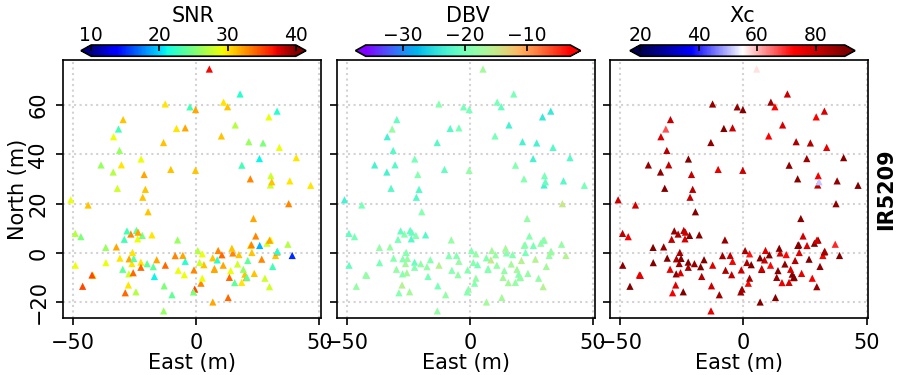 SNR DBV Xc
10 20 30 40 −30 −20 −10 20 40 60 80
60
40
20
0
−20
North (m)
IR5209
−50 0 50 −50 0 50 −50 0 50
East (m) East (m) East (m)